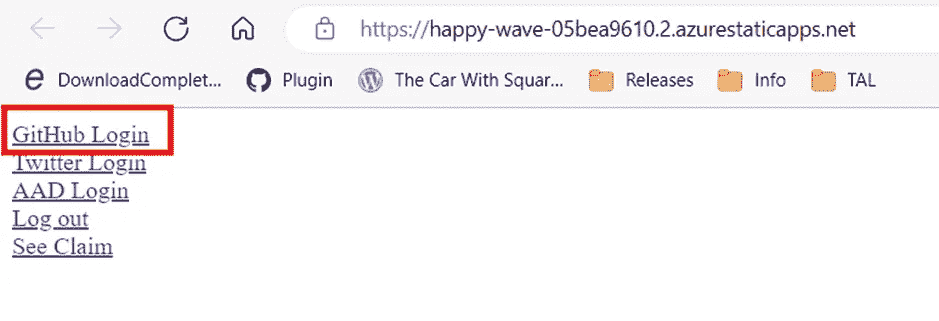 https://happy-wave-05bea9610.2.azurestaticapps.net
DownloadComplet... Plugin The Car With Squar... Releases Info TAL
GitHub Login
Twitter Login
AAD Login
Log out
See Claim